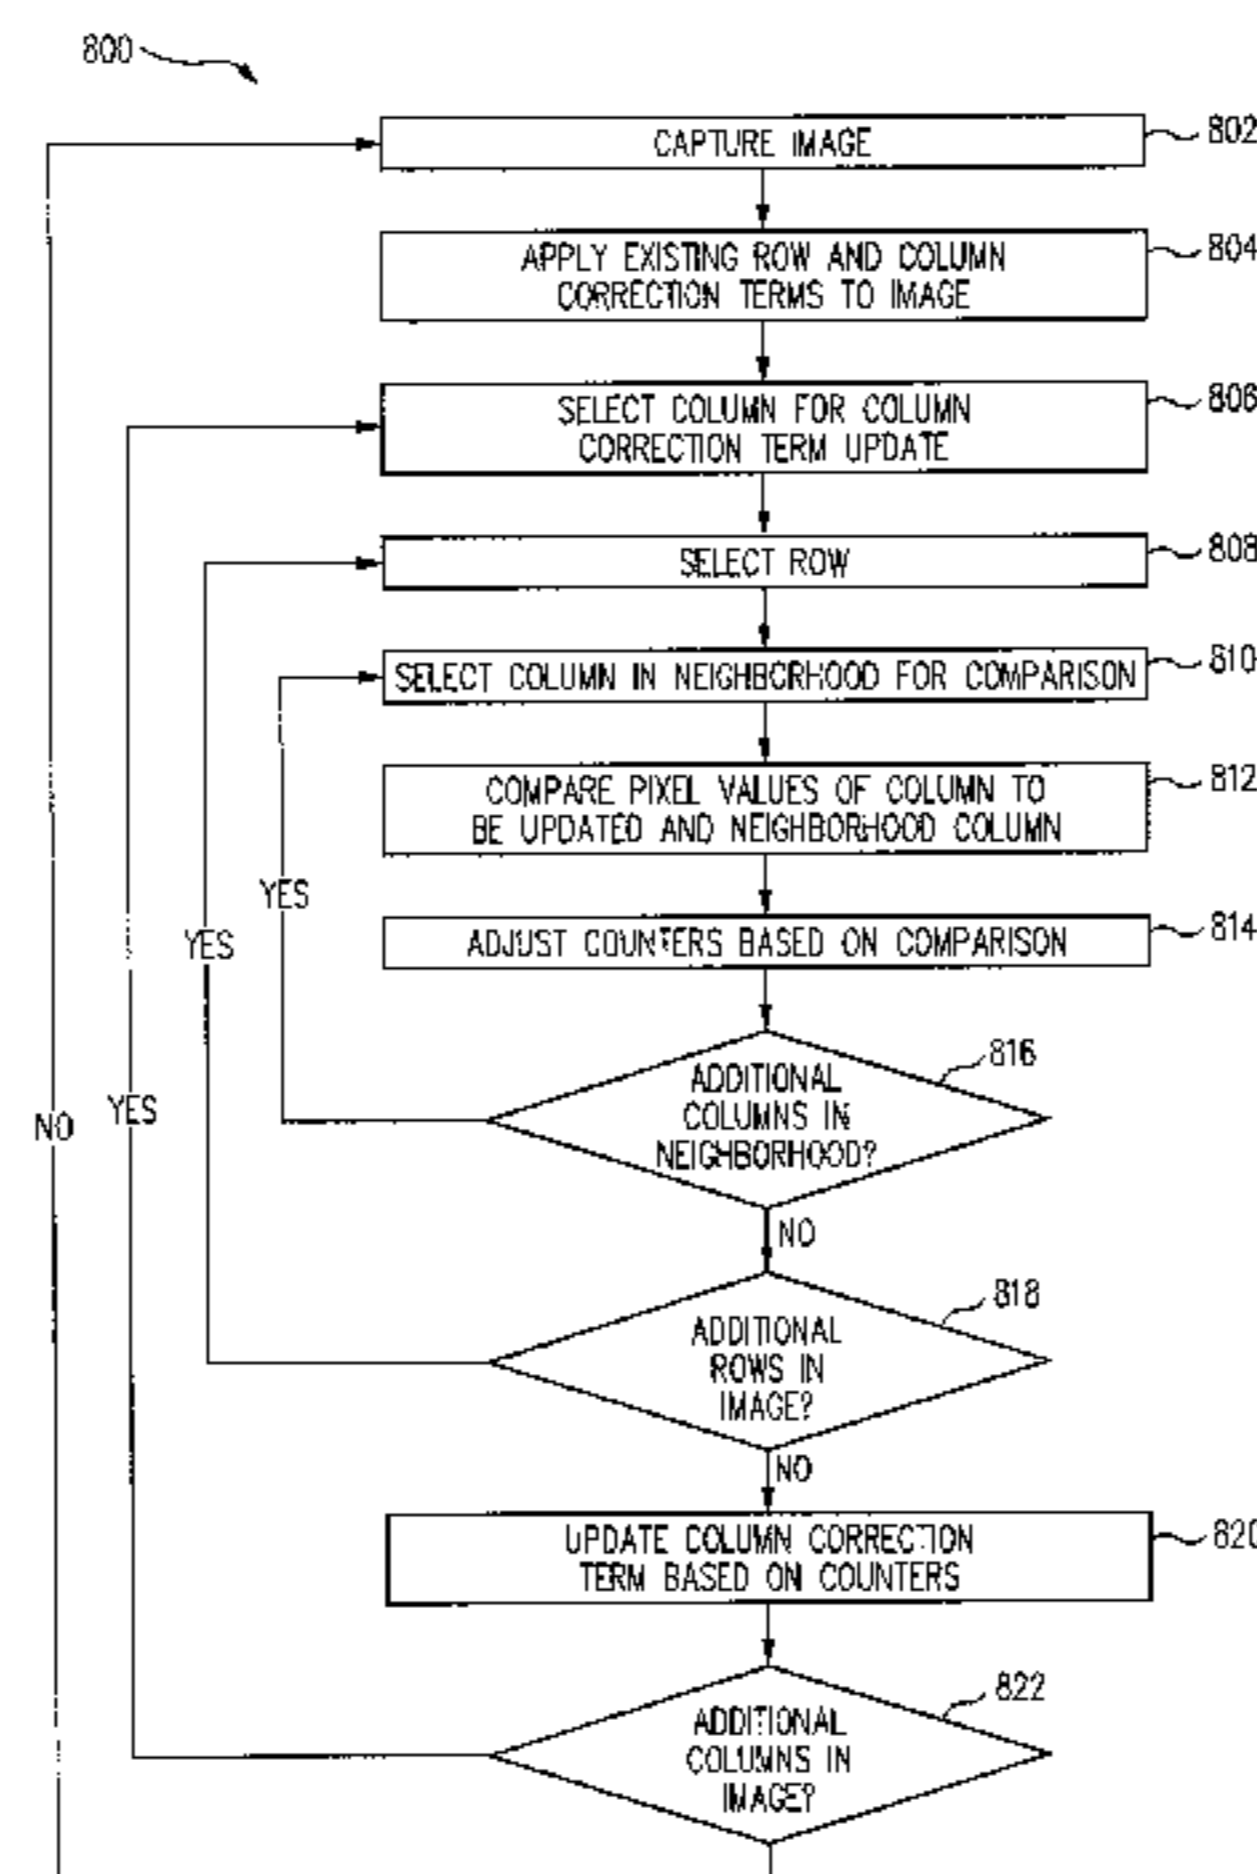 800
CAPTURE IMAGE
802
APPLY EXISTING ROW AND COLUMN
CORRECTION TERMS TO IMAGE
804
SELECT COLUMN FOR COLUMN
CORRECTION TERM UPDATE
806
SELECT ROW
808
SELECT COLUMN IN NEIGHBORHOOD FOR COMPARISON
810
COMPARE PIXEL VALUES OF COLUMN TO
BE UPDATED AND NEIGHBORHOOD COLUMN
812
YES
YES
ADJUST COUNTERS BASED ON COMPARISON
814
NO
YES
ADDITIONAL
COLUMNS IN
NEIGHBORHOOD?
816
NO
ADDITIONAL
ROWS IN
IMAGE?
818
NO
UPDATE COLUMN CORRECTION
TERM BASED ON COUNTERS
820
ADDITIONAL
COLUMNS IN
IMAGE?
822